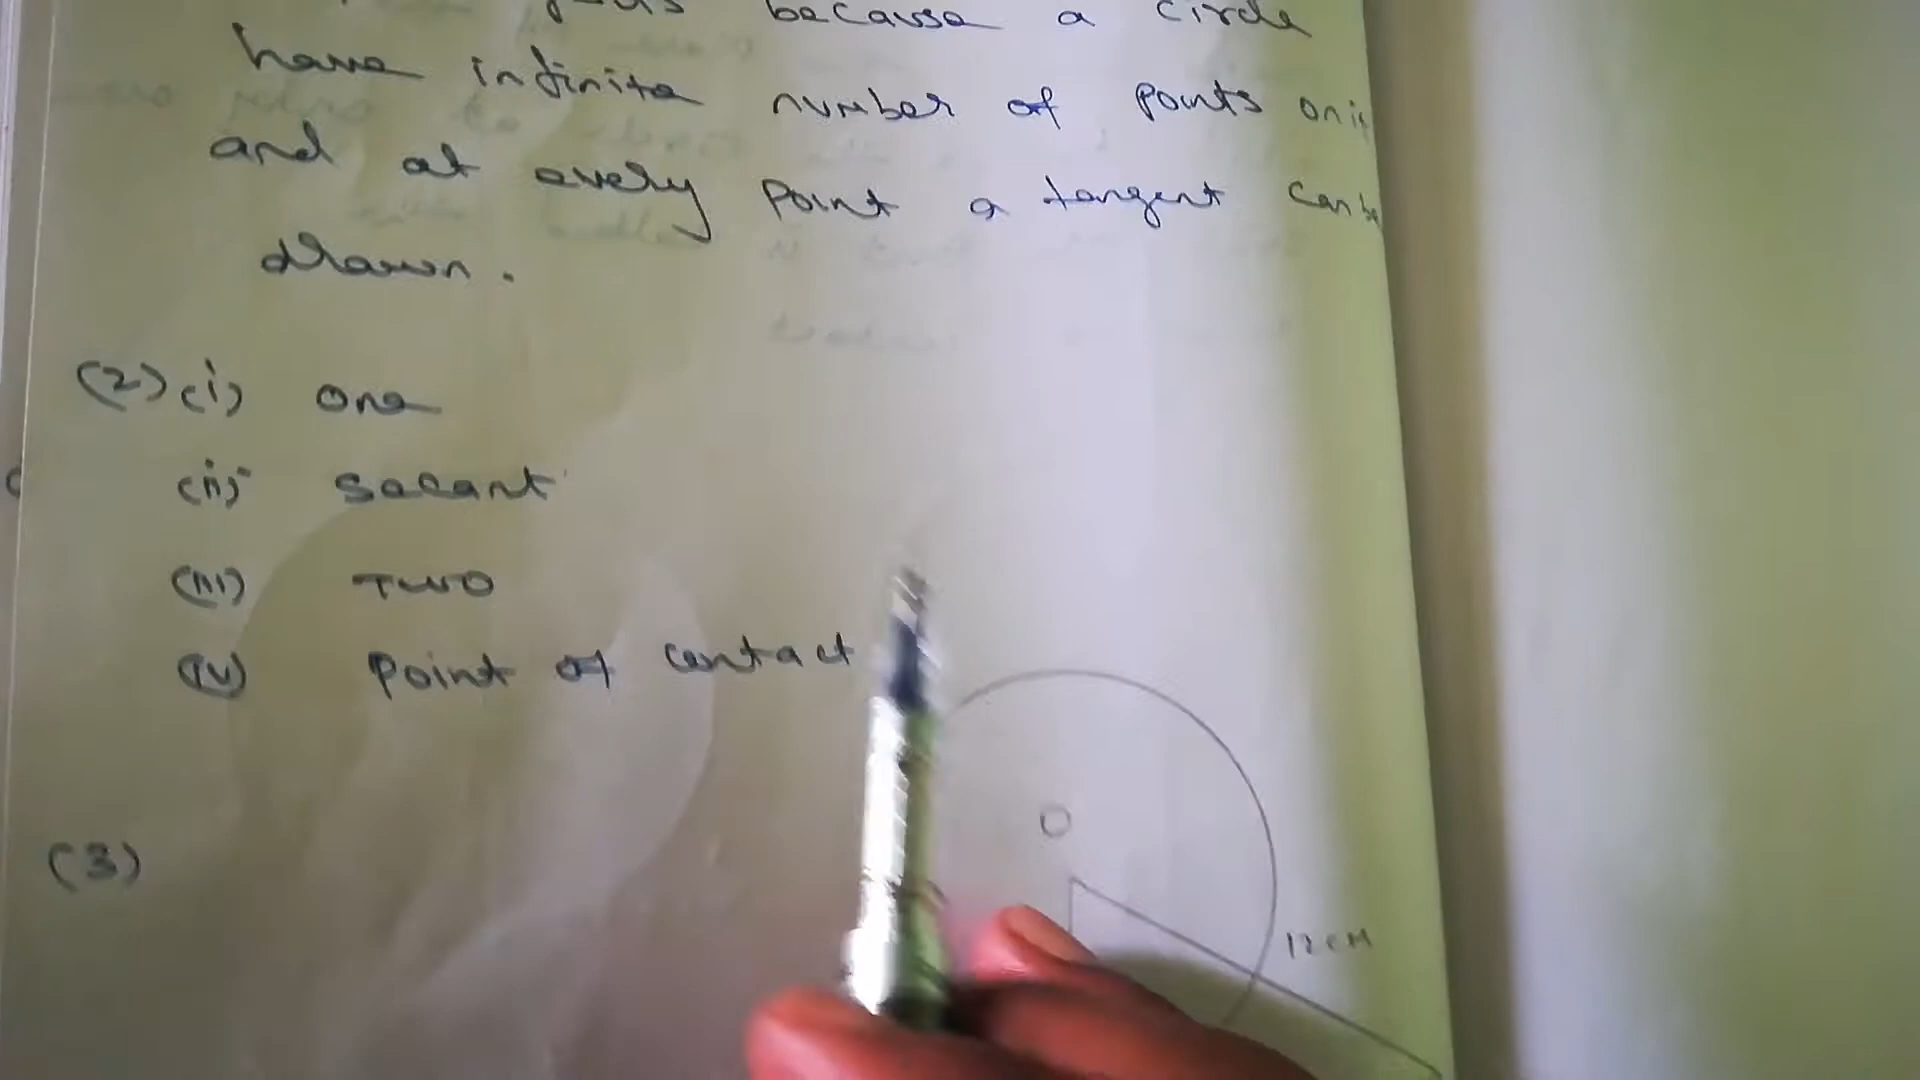 because a circle
have infinite number of points on it
and at every point a tangent can be
drawn.
(2) (i) one
(ii) secant
(iii) TWO
(iv) Point of contact
O
(3)
12 cm